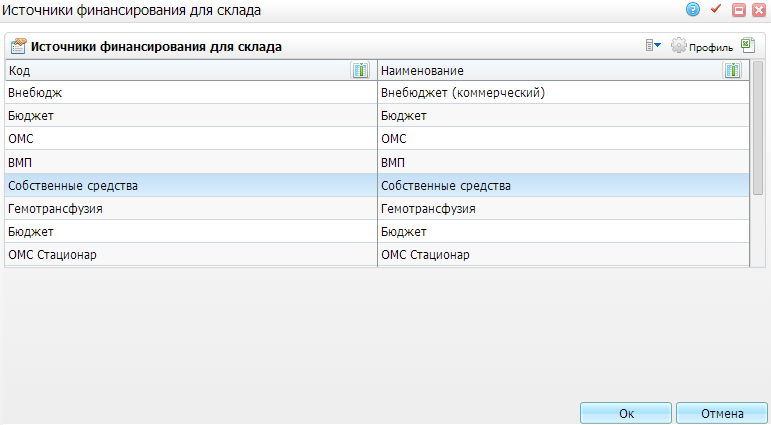 Источники финансирования для склада
Источники финансирования для склада Профиль
Код Наименование
Внебюдж Внебюджет (коммерческий)
Бюджет Бюджет
ОМС ОМС
ВМП ВМП
Собственные средства Собственные средства
Гемотрансфузия Гемотрансфузия
Бюджет Бюджет
ОМС Стационар ОМС Стационар
Ок Отмена